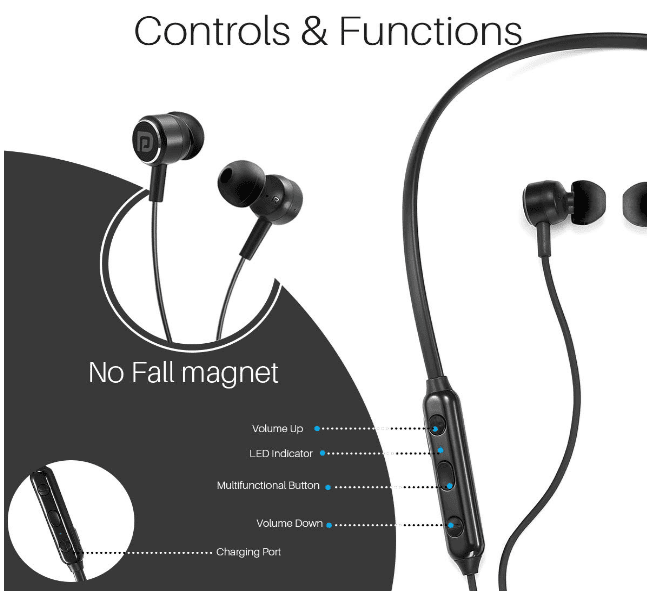 Controls & Functions
No Fall magnet
Volume Up
LED Indicator
Multifunctional Button
Volume Down
Charging Port